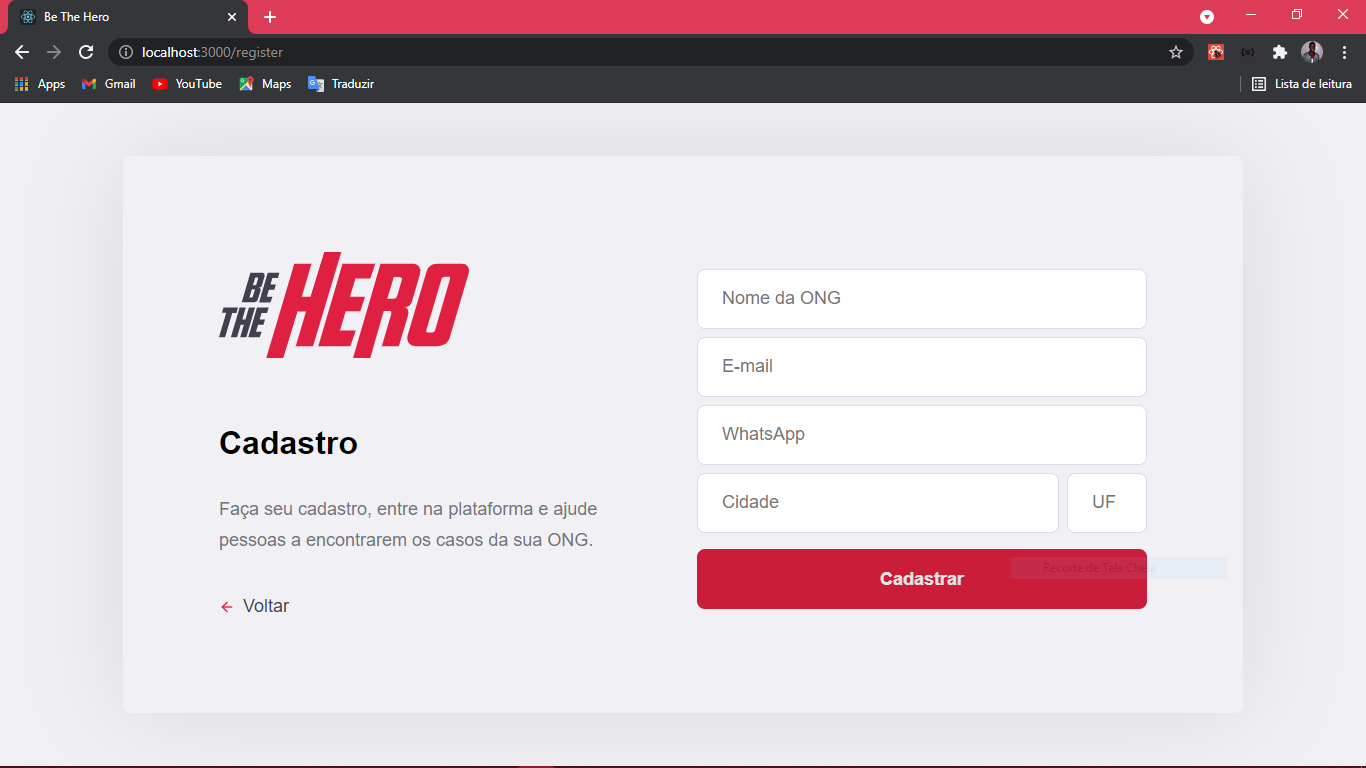 Be The Hero
localhost:3000/register
Apps
Gmail
YouTube
Maps
Traduzir
Lista de leitura
BE
THE
HERO
Cadastro
Faça seu cadastro, entre na plataforma e ajude
pessoas a encontrarem os casos da sua ONG.
Voltar
Nome da ONG
E-mail
WhatsApp
Cidade
UF
Cadastrar
Recorte de Tela Cheia